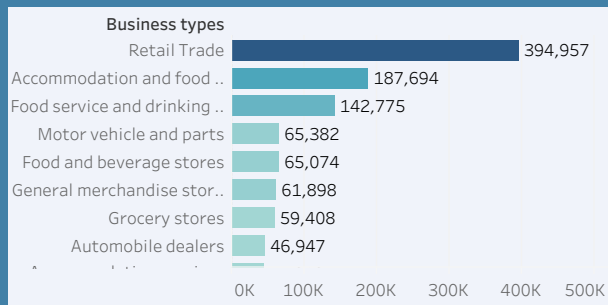 Business types
Retail Trade 394,957
Accommodation and food .. 187,694
Food service and drinking .. 142,775
Motor vehicle and parts 65,382
Food and beverage stores 65,074
General merchandise stor.. 61,898
Grocery stores 59,408
Automobile dealers 46,947
0K 100K 200K 300K 400K 500K